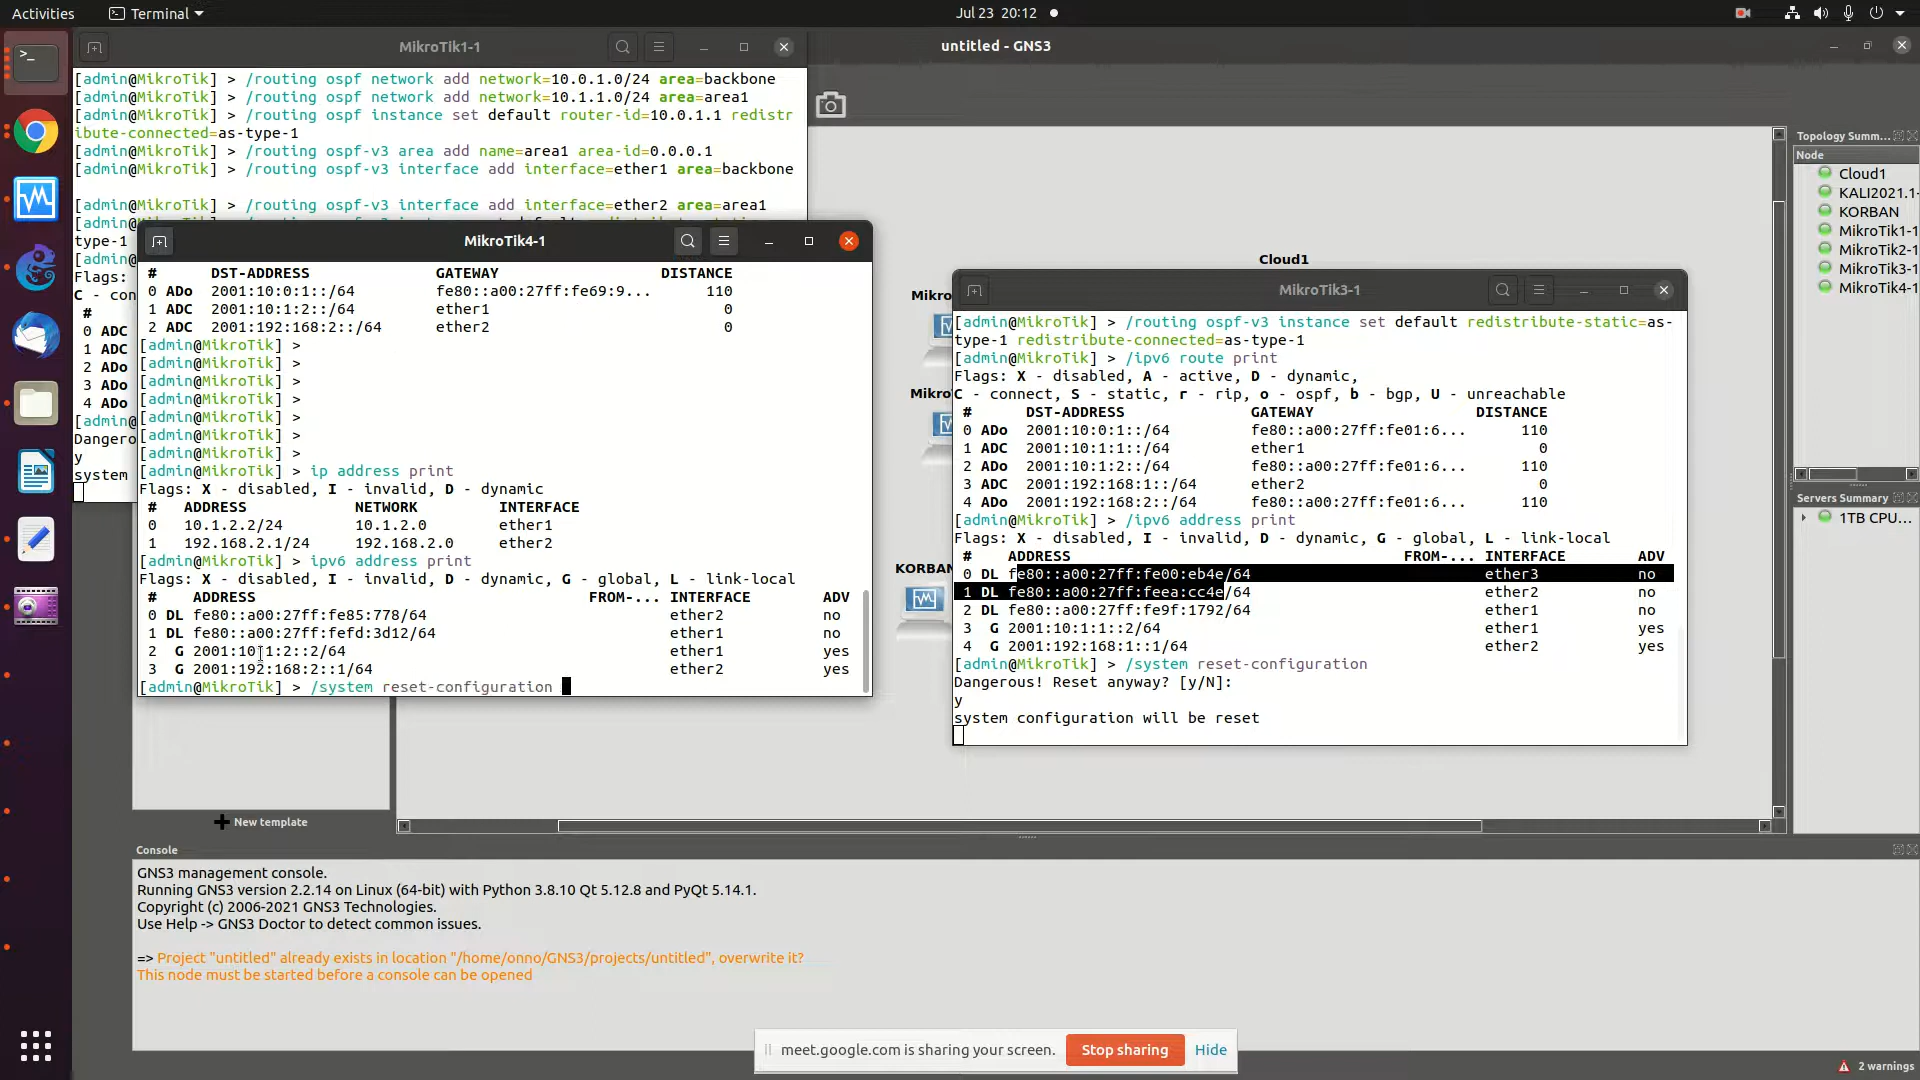 Activities
Terminal
Jul 23 20:12
MikroTik1-1
untitled - GNS3
[admin@MikroTik] > /routing ospf network add network=10.0.1.0/24 area=backbone
[admin@MikroTik] > /routing ospf network add network=10.1.1.0/24 area=area1
[admin@MikroTik] > /routing ospf instance set default router-id=10.0.1.1 redistr
ibute-connected=as-type-1
[admin@MikroTik] > /routing ospf-v3 area add name=area1 area-id=0.0.0.1
[admin@MikroTik] > /routing ospf-v3 interface add interface=ether1 area=backbone
[admin@MikroTik] > /routing ospf-v3 interface add interface=ether2 area=area1
type-1
Flags:
C - con
#
0 ADC
1 ADC
2 ADo
3 ADC
4 ADo
[adm
Dangero
y
system
MikroTik4-1
# DST-ADDRESS GATEWAY DISTANCE
0 ADo 2001:10:0:1::/64 fe80::a00:27ff:fe69:9... 110
1 ADC 2001:10:1:2::/64 ether1 0
2 ADC 2001:192:168:2::/64 ether2 0
[admin@MikroTik] >
[admin@MikroTik] >
[admin@MikroTik] >
[admin@MikroTik] >
[admin@MikroTik] >
[admin@MikroTik] >
[admin@MikroTik] >
[admin@MikroTik] > ip address print
Flags: X - disabled, I - invalid, D - dynamic
# ADDRESS NETWORK INTERFACE
0 10.1.2.2/24 10.1.2.0 ether1
1 192.168.2.1/24 192.168.2.0 ether2
[admin@MikroTik] > ipv6 address print
Flags: X - disabled, I - invalid, D - dynamic, G - global, L - link-local
# ADDRESS FROM-... INTERFACE ADV
0 DL fe80::a00:27ff:fe85:778/64 ether2 no
1 DL fe80::a00:27ff:fefd:3d12/64 ether1 no
2 G 2001:10:1:2::2/64 ether1 yes
3 G 2001:192:168:2::1/64 ether2 yes
[admin@MikroTik] > /system reset-configuration
Cloud1
Mikro
Mikro
KORBAN
MikroTik3-1
[admin@MikroTik] > /routing ospf-v3 instance set default redistribute-static=as-
type-1 redistribute-connected=as-type-1
[admin@MikroTik] > /ipv6 route print
Flags: X - disabled, A - active, D - dynamic,
C - connect, S - static, r - rip, o - ospf, b - bgp, U - unreachable
# DST-ADDRESS GATEWAY DISTANCE
0 ADo 2001:10:0:1::/64 fe80::a00:27ff:fe01:6... 110
1 ADC 2001:10:1:1::/64 ether1 0
2 ADo 2001:10:1:2::/64 fe80::a00:27ff:fe01:6... 110
3 ADC 2001:192:168:1::/64 ether2 0
4 ADo 2001:192:168:2::/64 fe80::a00:27ff:fe01:6... 110
[admin@MikroTik] > /ipv6 address print
Flags: X - disabled, I - invalid, D - dynamic, G - global, L - link-local
# ADDRESS FROM-... INTERFACE ADV
0 DL fe80::a00:27ff:fe00:eb4e/64 ether3 no
1 DL fe80::a00:27ff:feea:cc4e/64 ether2 no
2 DL fe80::a00:27ff:fe9f:1792/64 ether1 no
3 G 2001:10:1:1::2/64 ether1 yes
4 G 2001:192:168:1::1/64 ether2 yes
[admin@MikroTik] > /system reset-configuration
Dangerous! Reset anyway? [y/N]:
y
system configuration will be reset
Topology Summ...
Node
Cloud1
KALI2021.1-
KORBAN
MikroTik1-1
MikroTik2-1
MikroTik3-1
MikroTik4-1
Servers Summary
1TB CPU...
New template
Console
GNS3 management console.
Running GNS3 version 2.2.14 on Linux (64-bit) with Python 3.8.10 Qt 5.12.8 and PyQt 5.14.1.
Copyright (c) 2006-2021 GNS3 Technologies.
Use Help -> GNS3 Doctor to detect common issues.
=> Project "untitled" already exists in location "/home/onno/GNS3/projects/untitled", overwrite it?
This node must be started before a console can be opened
meet.google.com is sharing your screen.
Stop sharing
Hide
2 warnings